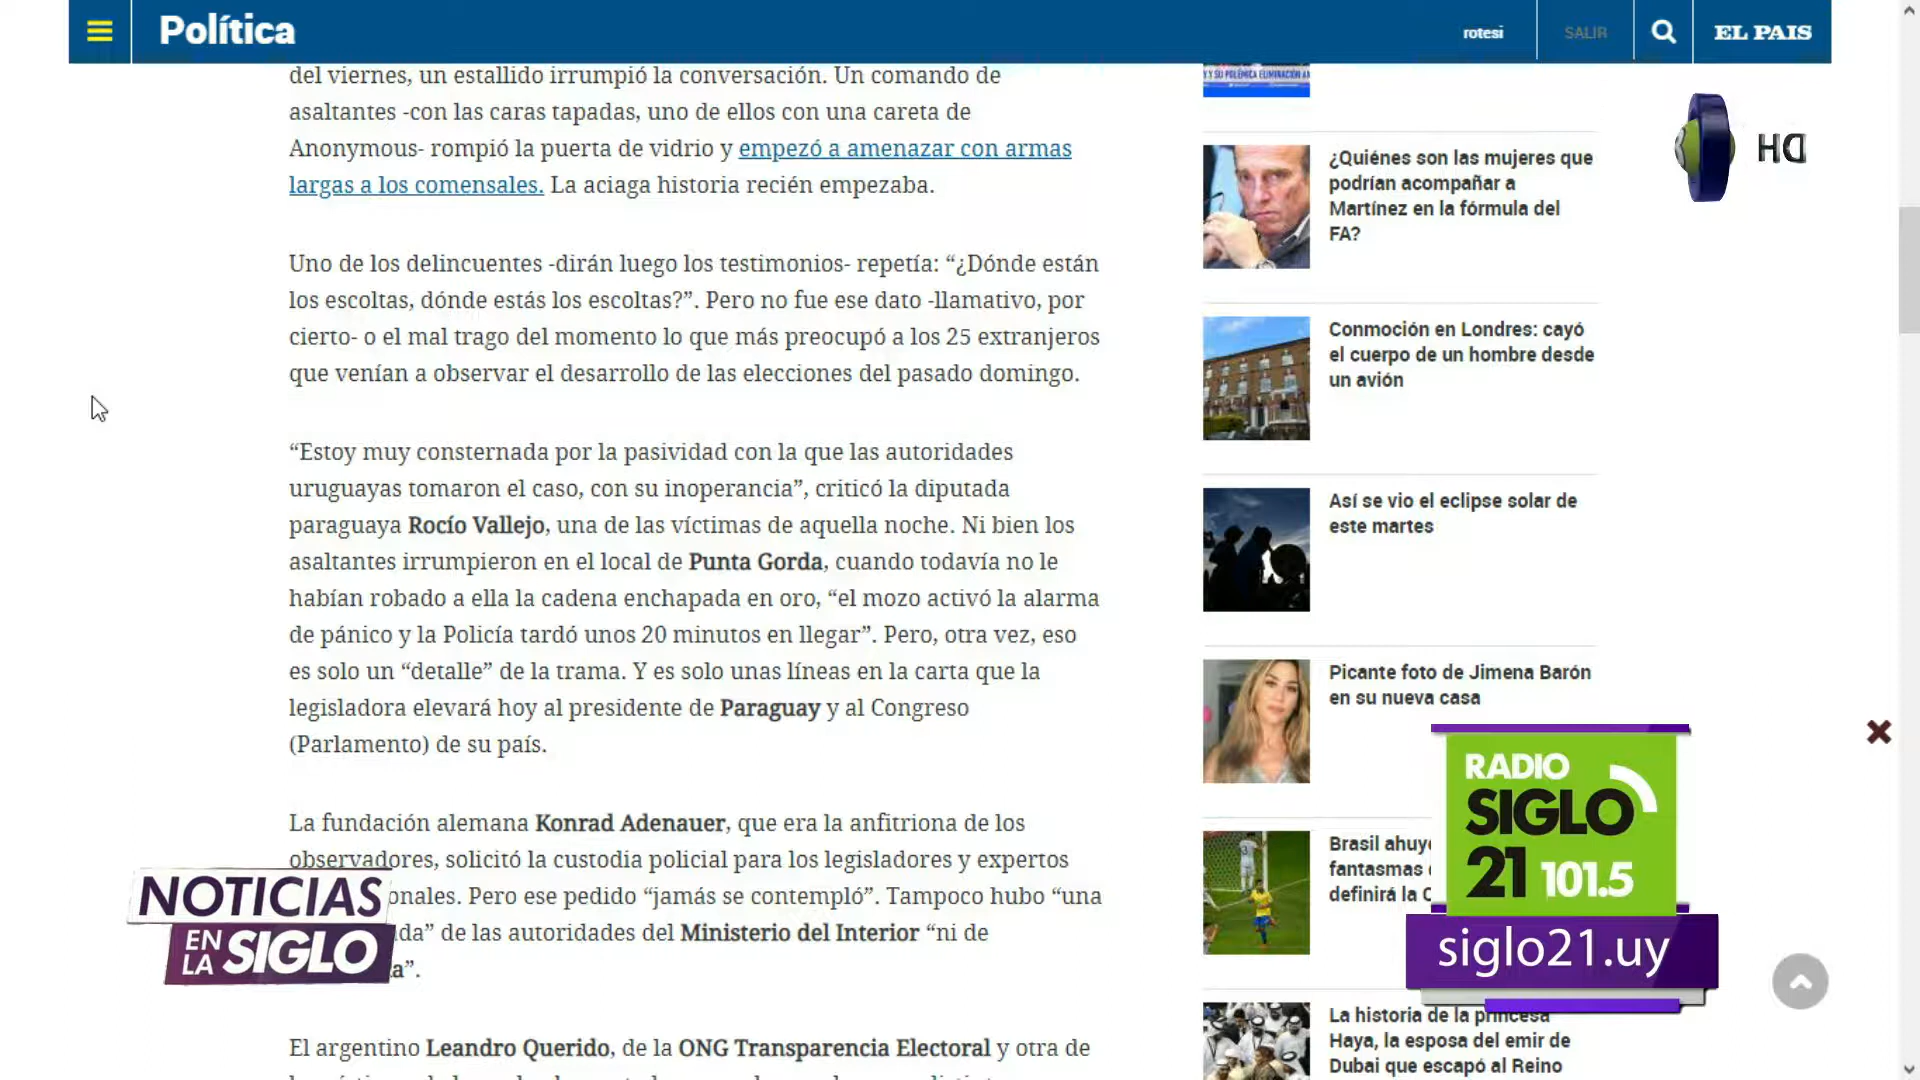 Política
rotesi
SALIR
EL PAIS
del viernes, un estallido irrumpió la conversación. Un comando de
asaltantes -con las caras tapadas, uno de ellos con una careta de
Anonymous- rompió la puerta de vidrio y empezó a amenazar con armas
largas a los comensales. La aciaga historia recién empezaba.
Uno de los delincuentes -dirán luego los testimonios- repetía: “¿Dónde están
los escoltas, dónde estás los escoltas?”. Pero no fue ese dato -llamativo, por
cierto- o el mal trago del momento lo que más preocupó a los 25 extranjeros
que venían a observar el desarrollo de las elecciones del pasado domingo.
“Estoy muy consternada por la pasividad con la que las autoridades
uruguayas tomaron el caso, con su inoperancia”, criticó la diputada
paraguaya Rocío Vallejo, una de las víctimas de aquella noche. Ni bien los
asaltantes irrumpieron en el local de Punta Gorda, cuando todavía no le
habían robado a ella la cadena enchapada en oro, “el mozo activó la alarma
de pánico y la Policía tardó unos 20 minutos en llegar”. Pero, otra vez, eso
es solo un “detalle” de la trama. Y es solo unas líneas en la carta que la
legisladora elevará hoy al presidente de Paraguay y al Congreso
(Parlamento) de su país.
La fundación alemana Konrad Adenauer, que era la anfitriona de los
observadores, solicitó la custodia policial para los legisladores y expertos
onales. Pero ese pedido “jamás se contempló”. Tampoco hubo “una
da” de las autoridades del Ministerio del Interior “ni de
a”.
El argentino Leandro Querido, de la ONG Transparencia Electoral y otra de
Y SU POLÉMICA ELIMINACIÓN AN
¿Quiénes son las mujeres que
podrían acompañar a
Martínez en la fórmula del
FA?
Conmoción en Londres: cayó
el cuerpo de un hombre desde
un avión
Así se vio el eclipse solar de
este martes
Picante foto de Jimena Barón
en su nueva casa
Brasil ahuy
fantasmas
definirá la
La historia de la princesa
Haya, la esposa del emir de
Dubai que escapó al Reino
HD
NOTICIAS
EN LA SIGLO
RADIO
SIGLO
21 101.5
siglo21.uy